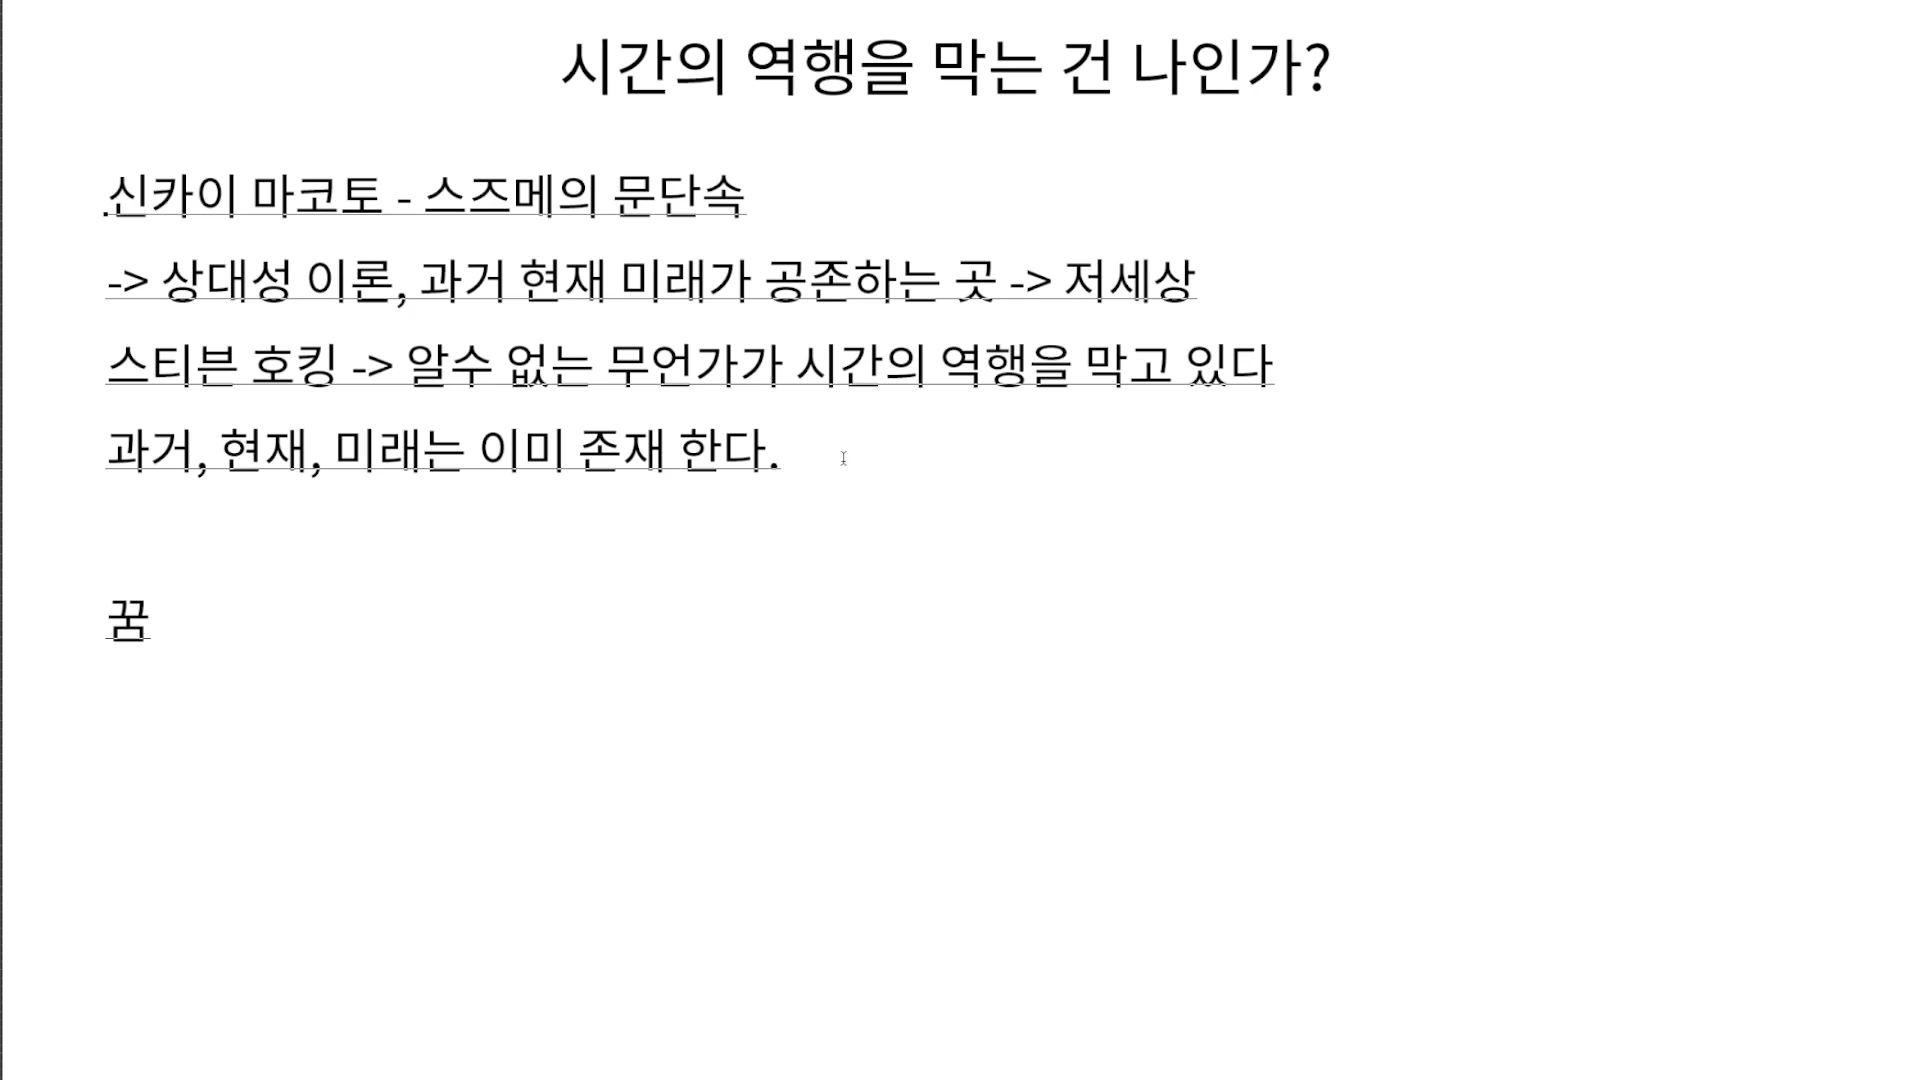 시간의 역행을 막는 건 나인가?
신카이 마코토 - 스즈메의 문단속
-> 상대성 이론, 과거 현재 미래가 공존하는 곳 -> 저세상
스티븐 호킹 -> 알수 없는 무언가가 시간의 역행을 막고 있다
과거, 현재, 미래는 이미 존재 한다.
꿈